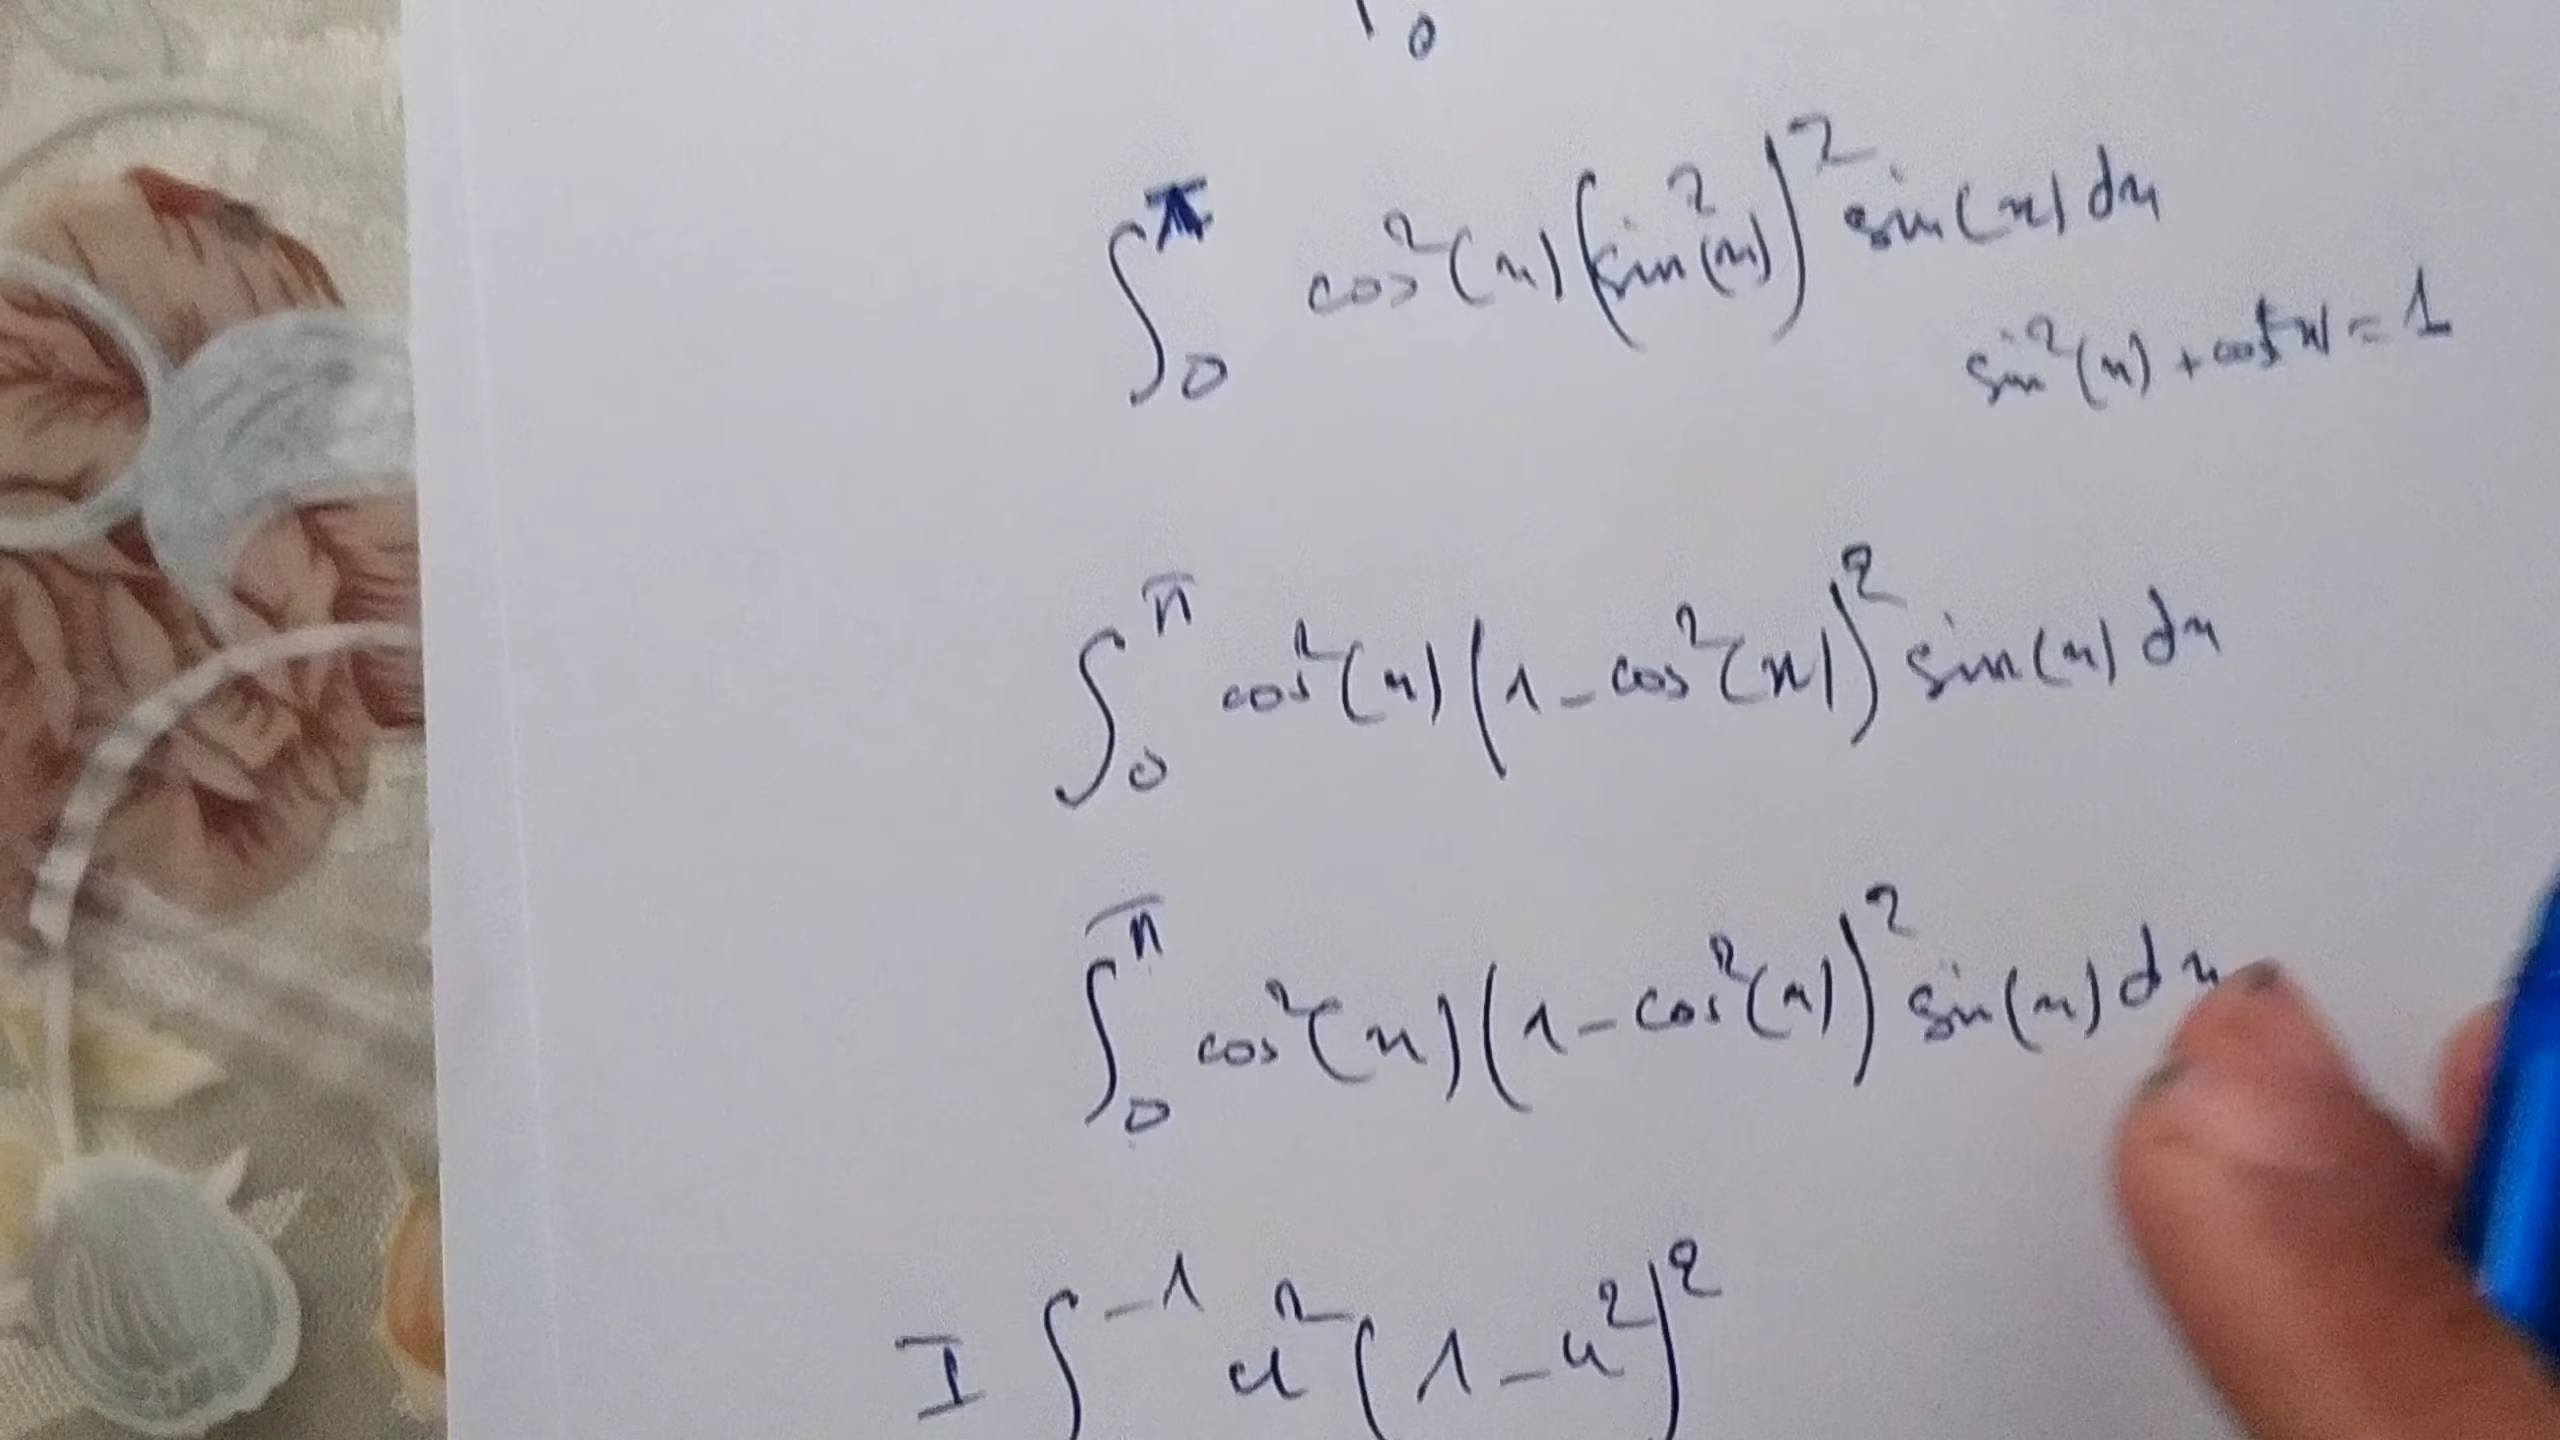 0
∫₀^π cos²(x) (sin²(x))² sin(x) dx
sin²(x) + cos²x = 1
∫₀^π cos²(x) (1 - cos²(x))² sin(x) dx
∫₀^π cos²(x) (1 - cos²(x))² sin(x) dx
I ∫^-1 u² (1 - u²)²